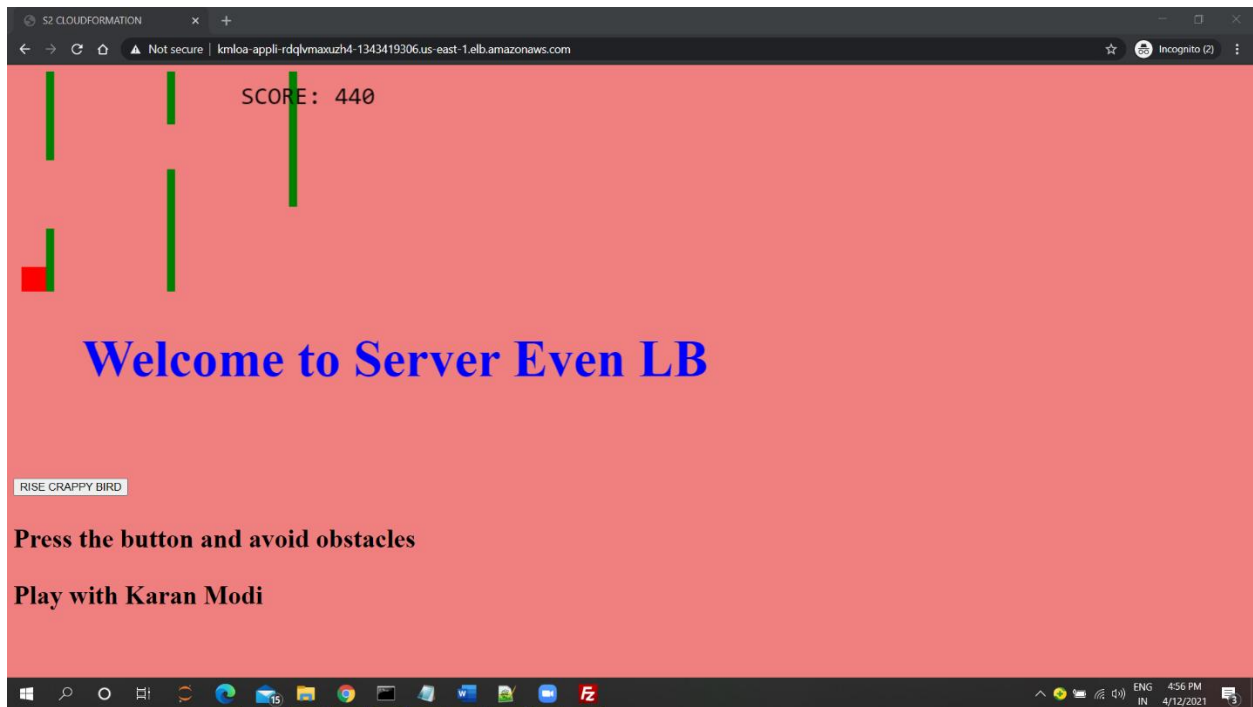 S2 CLOUDFORMATION
Not secure | kmloa-appli-rdqlvmaxuzh4-1343419306.us-east-1.elb.amazonaws.com
Incognito (2)
SCORE: 440
Welcome to Server Even LB
RISE CRAPPY BIRD
Press the button and avoid obstacles
Play with Karan Modi
15
ENG 4:56 PM
IN 4/12/2021
3